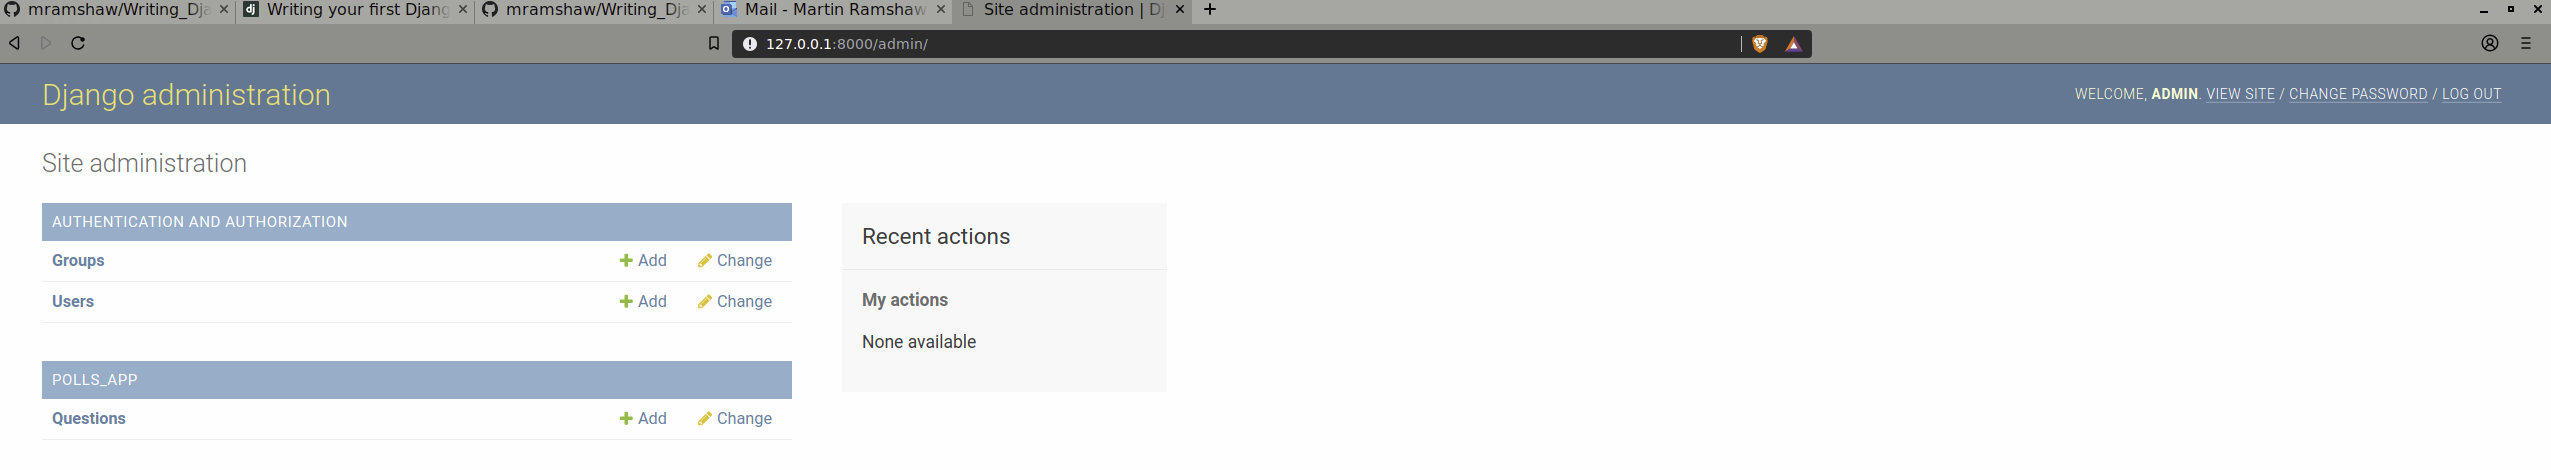 mramshaw/Writing_Dja
Writing your first Djang
mramshaw/Writing_Dja
Mail - Martin Ramshaw
Site administration | D
127.0.0.1:8000/admin/
Django administration
WELCOME, ADMIN. VIEW SITE / CHANGE PASSWORD / LOG OUT
Site administration
AUTHENTICATION AND AUTHORIZATION
Groups Add Change
Users Add Change
POLLS_APP
Questions Add Change
Recent actions
My actions
None available